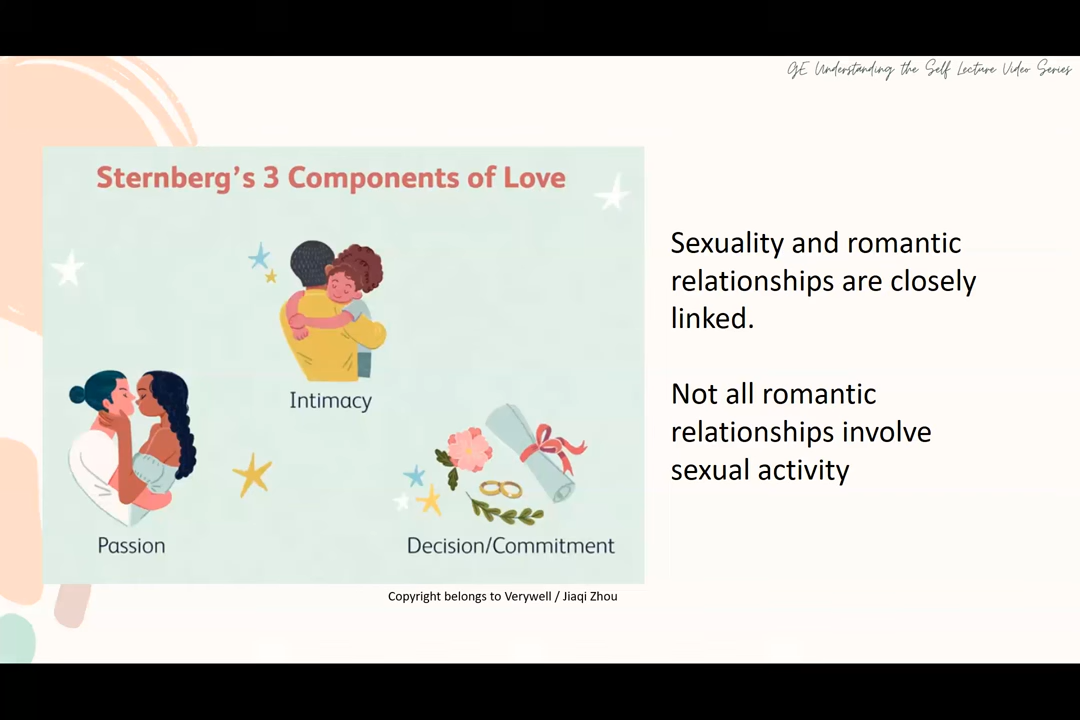 GE Understanding the Self Lecture Video Series
Sternberg's 3 Components of Love
Intimacy
Passion
Decision/Commitment
Copyright belongs to Verywell / Jiaqi Zhou
Sexuality and romantic
relationships are closely
linked.
Not all romantic
relationships involve
sexual activity